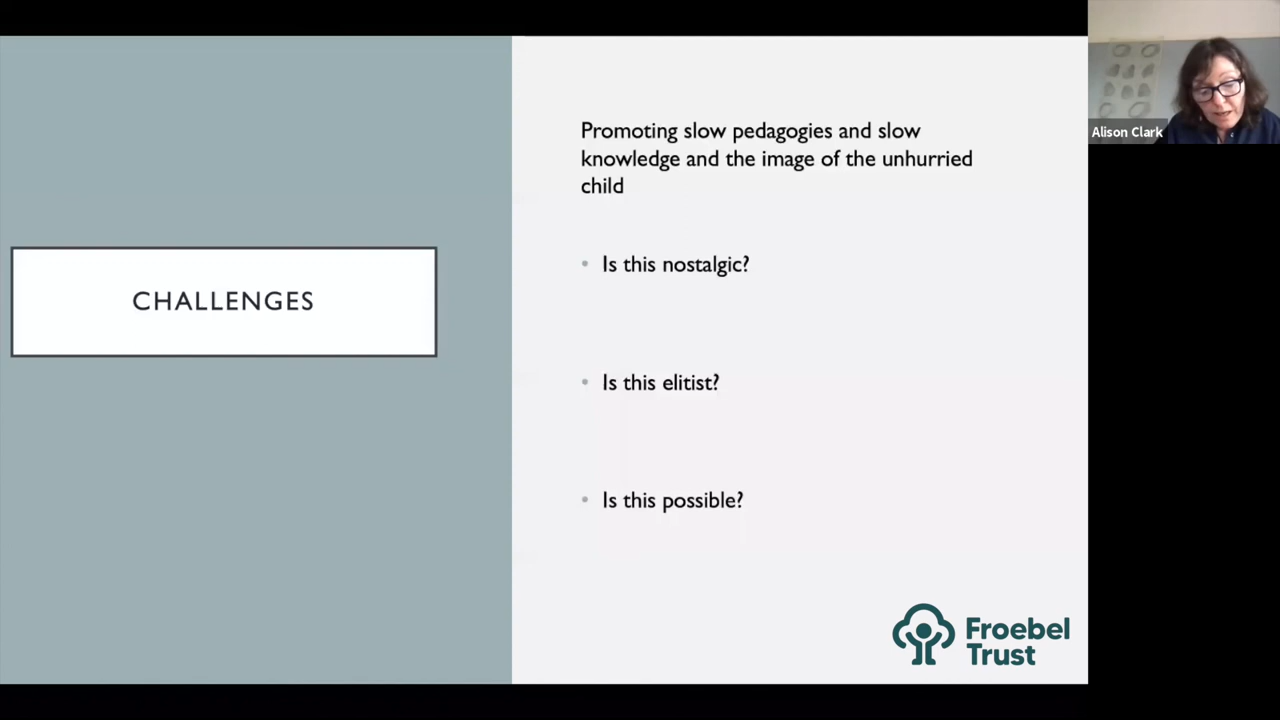 CHALLENGES
Promoting slow pedagogies and slow
knowledge and the image of the unhurried
child
• Is this nostalgic?
• Is this elitist?
• Is this possible?
Froebel
Trust
Alison Clark